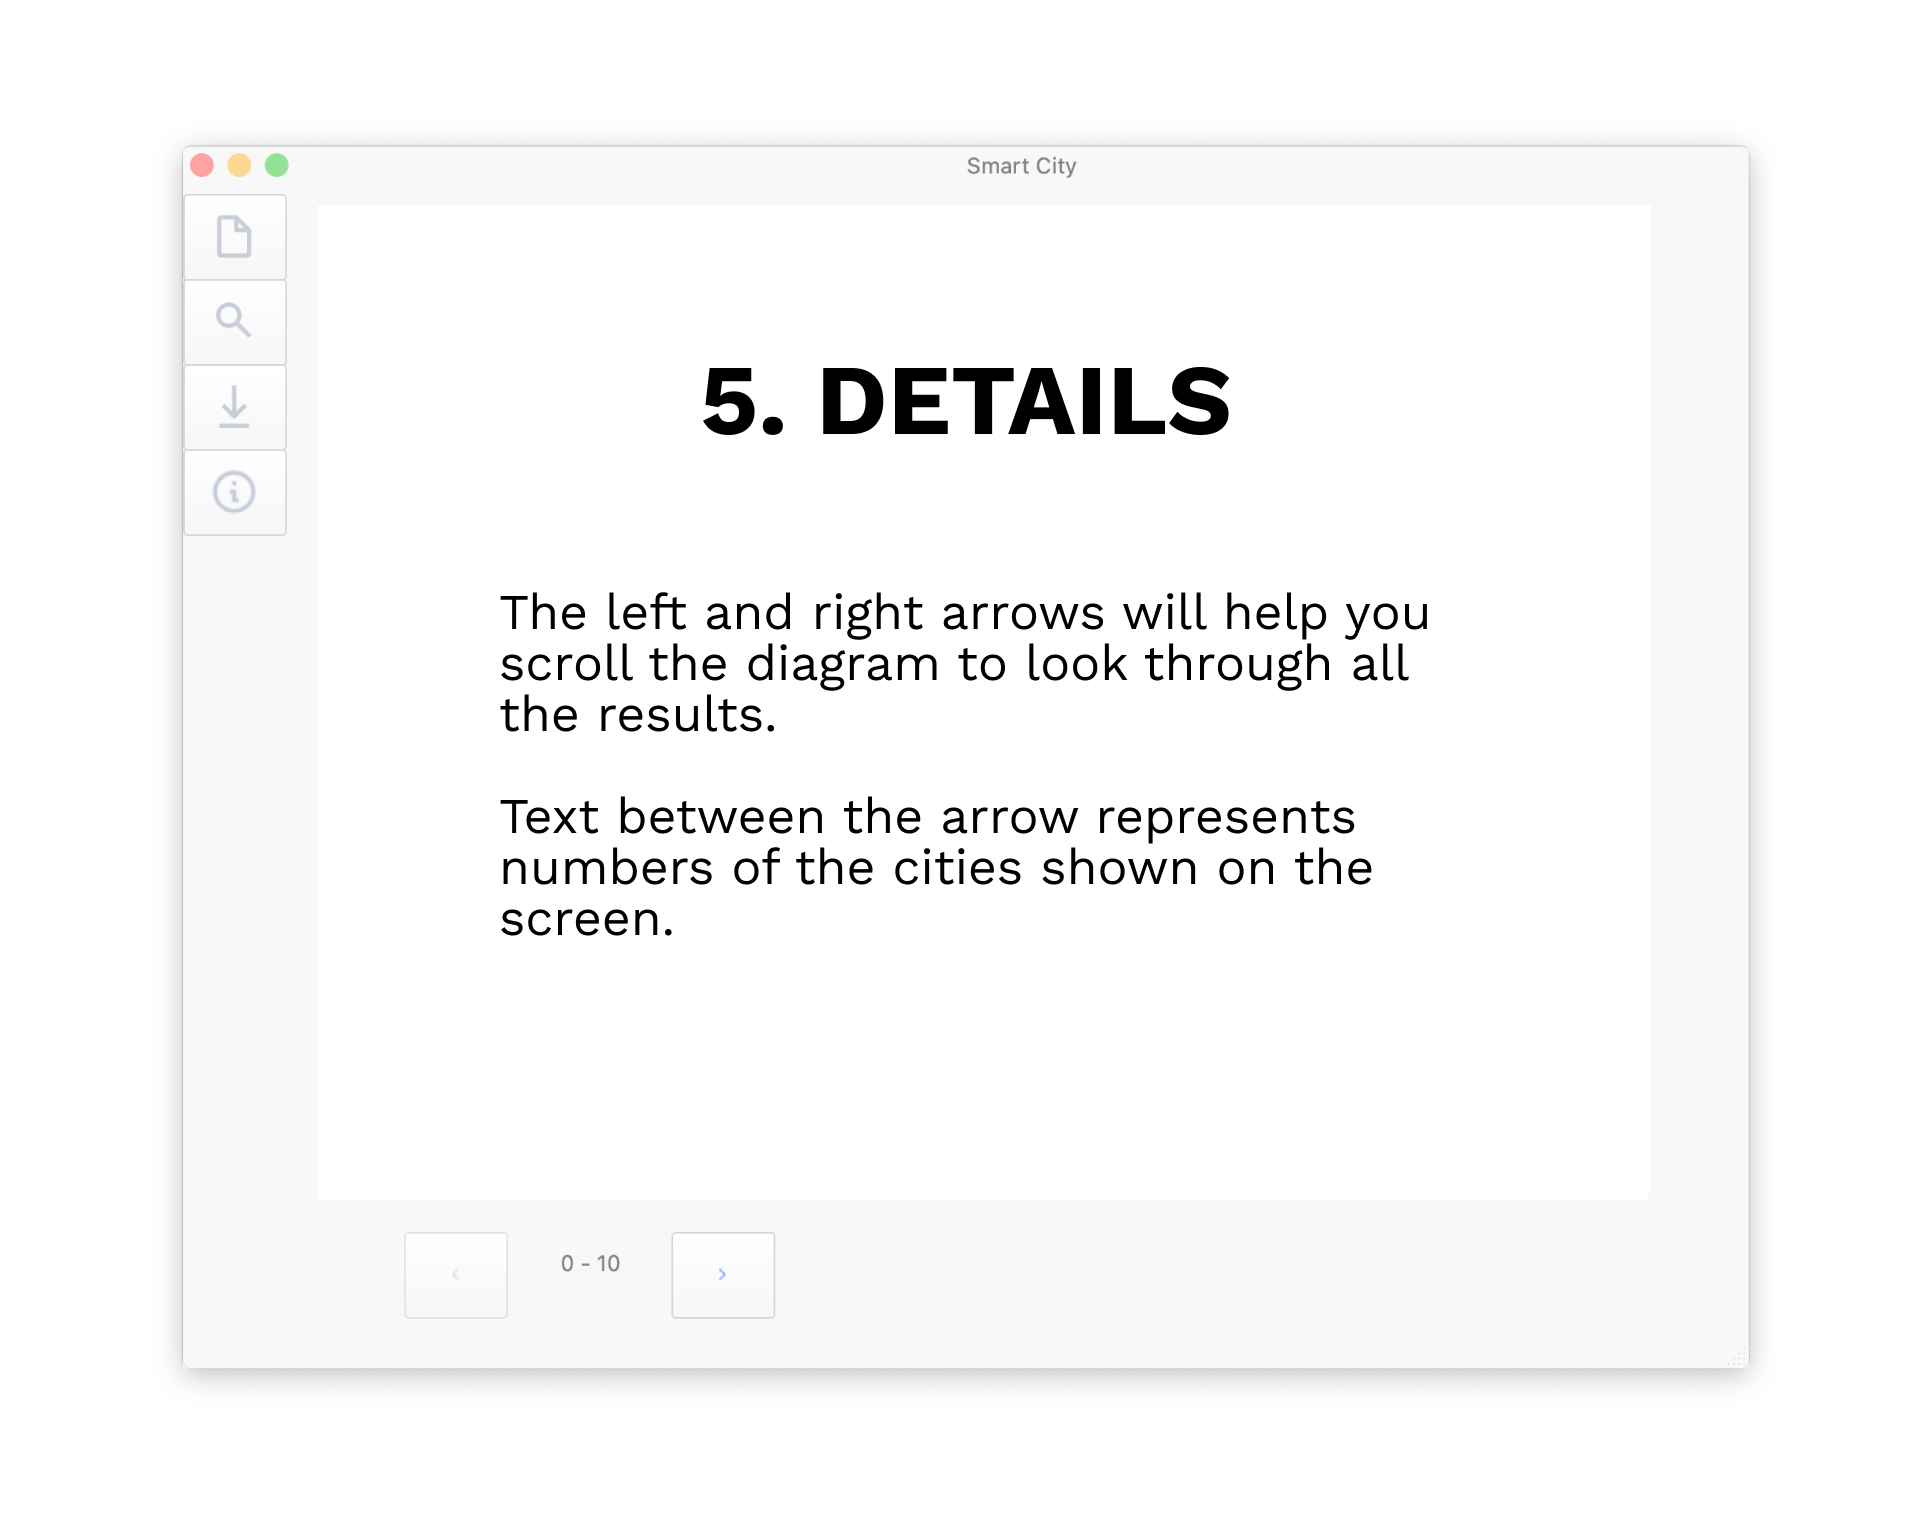 Smart City
5. DETAILS
The left and right arrows will help you
scroll the diagram to look through all
the results.
Text between the arrow represents
numbers of the cities shown on the
screen.
0 - 10